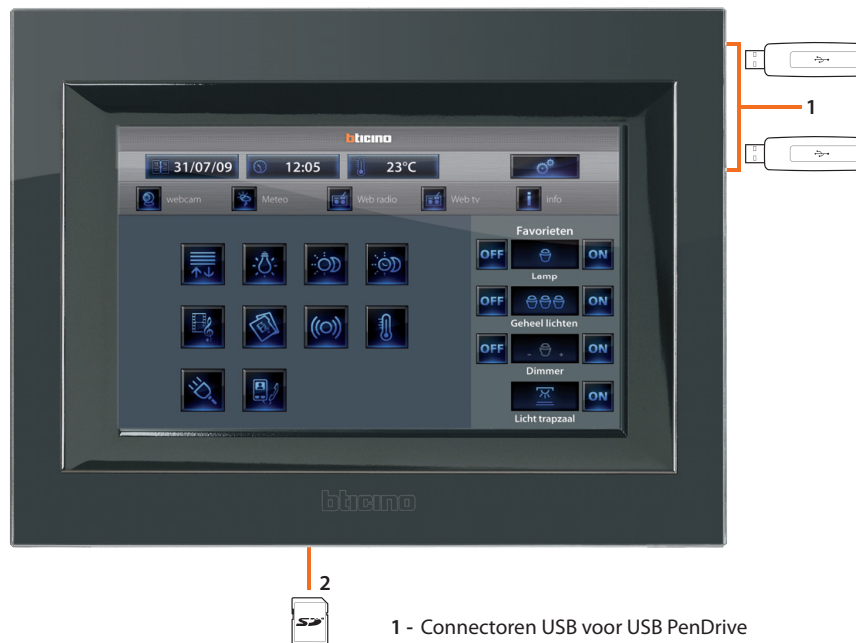 bticino
31/07/09 12:05 23°C
webcam Meteo Web radio Web tv info
Favorieten
OFF ON
Lamp
OFF ON
Geheel lichten
OFF - + ON
Dimmer
ON
Licht trapzaal
bticino
1
2
SD
1 - Connectoren USB voor USB PenDrive